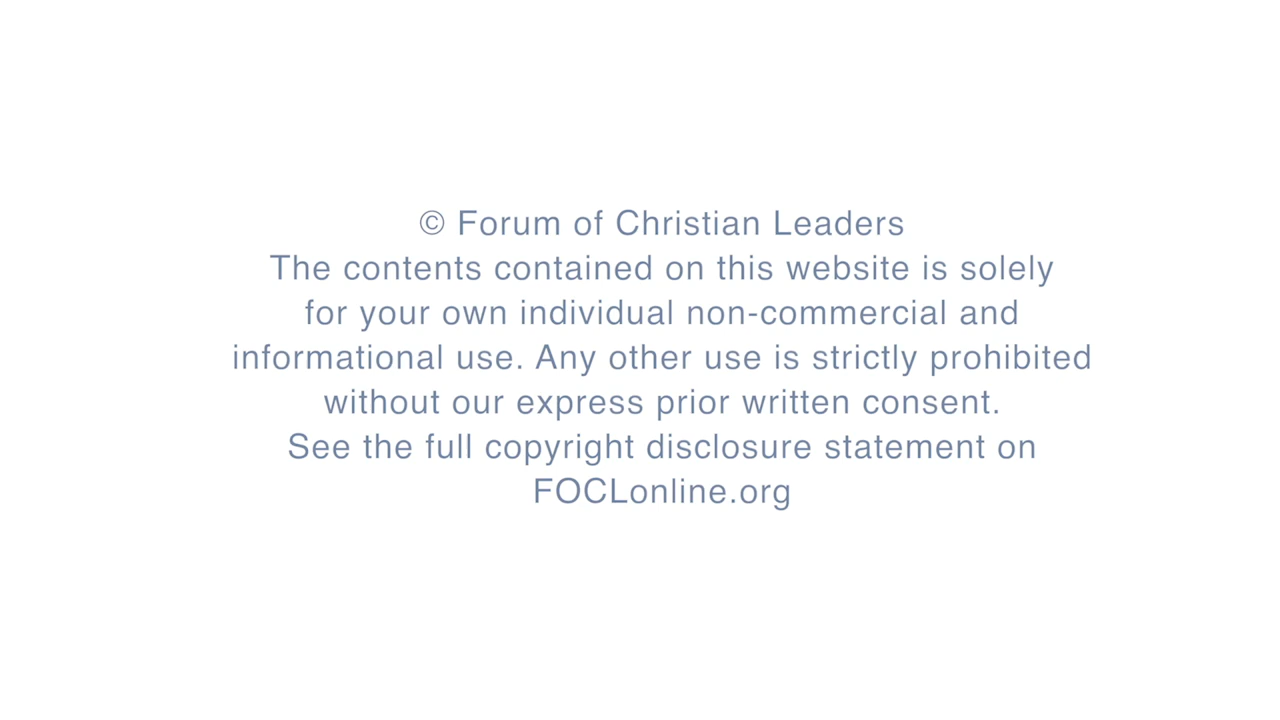 © Forum of Christian Leaders
The contents contained on this website is solely
for your own individual non-commercial and
informational use. Any other use is strictly prohibited
without our express prior written consent.
See the full copyright disclosure statement on
FOCLonline.org